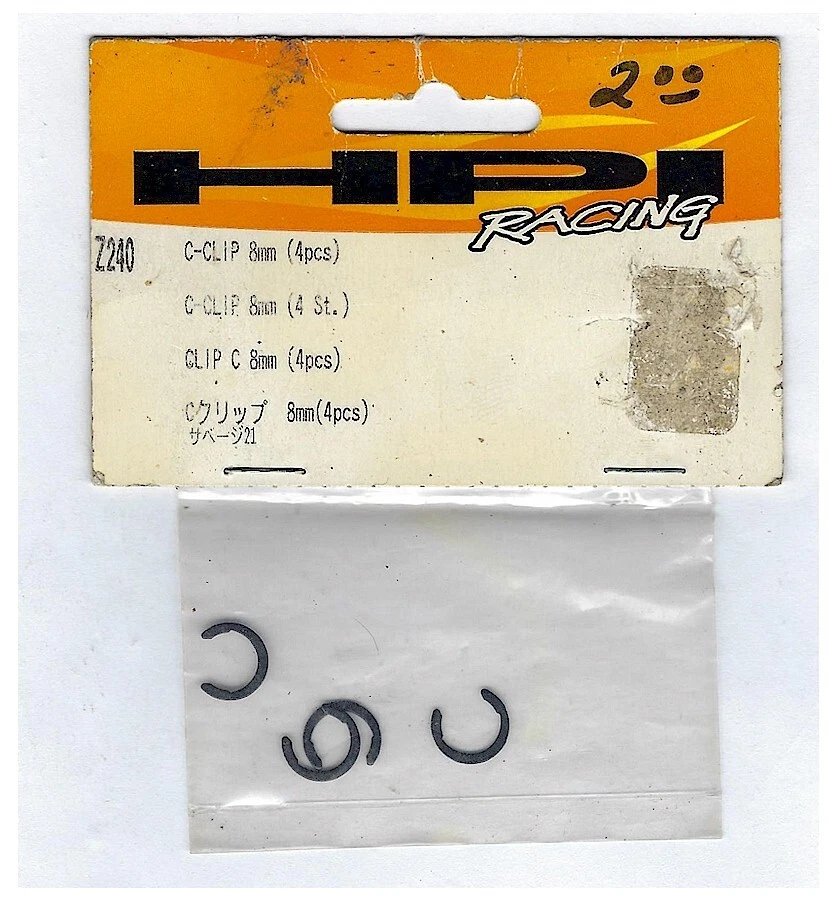 2 00
HPI
RACING
Z240
C-CLIP 8mm (4pcs)
C-CLIP 8mm (4 St.)
CLIP C 8mm (4pcs)
Cクリップ 8mm(4pcs)
サベージ21